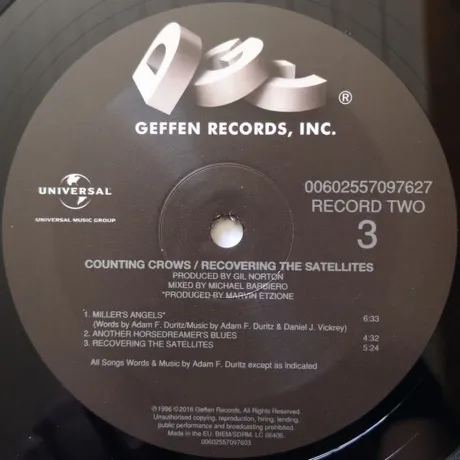 GEFFEN RECORDS, INC.
®
UNIVERSAL
UNIVERSAL MUSIC GROUP
00602557097627
RECORD TWO
3
COUNTING CROWS / RECOVERING THE SATELLITES
PRODUCED BY GIL NORTON
MIXED BY MICHAEL BARBIERO
*PRODUCED BY MARVIN ETZIONE
1. MILLER'S ANGELS* 6:33
(Words by Adam F. Duritz/Music by Adam F. Duritz & Daniel J. Vickrey)
2. ANOTHER HORSEDREAMER'S BLUES 4:32
3. RECOVERING THE SATELLITES 5:24
All Songs Words & Music by Adam F. Duritz except as indicated
℗1996 ©2016 Geffen Records. All Rights Reserved.
Unauthorised copying, reproduction, hiring, lending,
public performance and broadcasting prohibited.
Made in the EU. BIEM/SDRM. LC 06406.
00602557097603